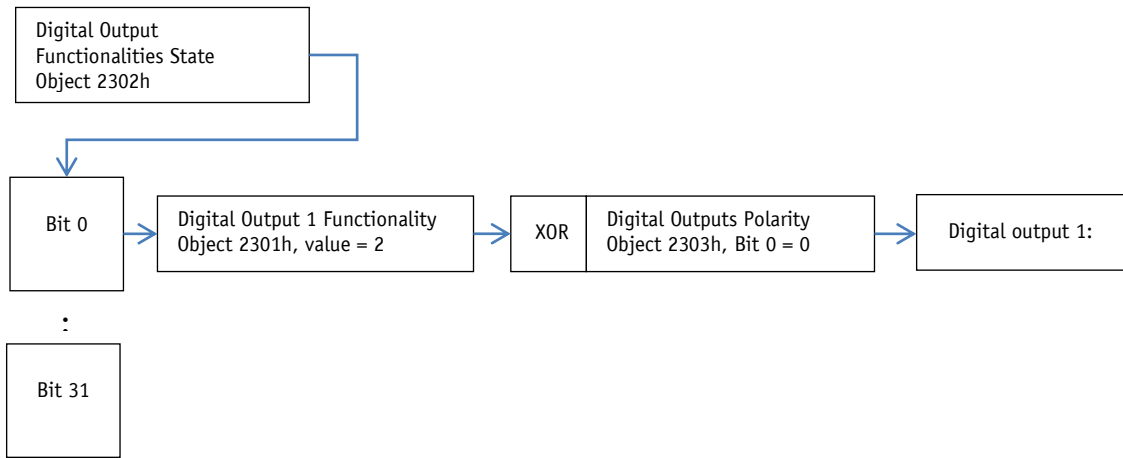 Digital Output
Functionalities State
Object 2302h
Bit 0
Digital Output 1 Functionality
Object 2301h, value = 2
XOR
Digital Outputs Polarity
Object 2303h, Bit 0 = 0
Digital output 1:
:
Bit 31